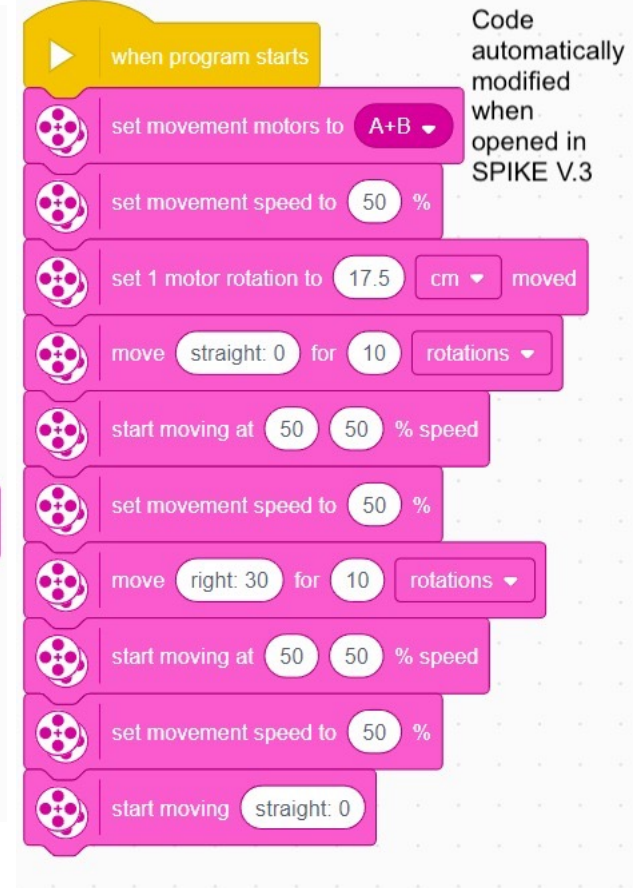 Code
automatically
modified
when
opened in
SPIKE V.3
when program starts
set movement motors to A+B
set movement speed to 50 %
set 1 motor rotation to 17.5 cm moved
move straight: 0 for 10 rotations
start moving at 50 50 % speed
set movement speed to 50 %
move right: 30 for 10 rotations
start moving at 50 50 % speed
set movement speed to 50 %
start moving straight: 0